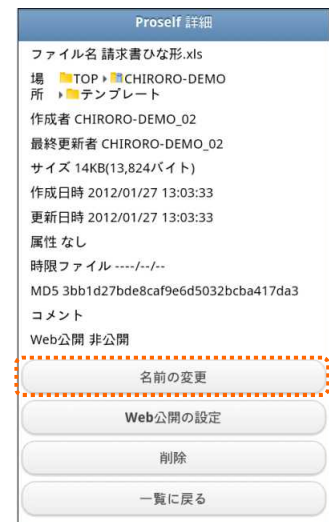 Proself 詳細
ファイル名 請求書ひな形.xls
場所 TOP CHIRORO-DEMO
テンプレート
作成者 CHIRORO-DEMO_02
最終更新者 CHIRORO-DEMO_02
サイズ 14KB(13,824バイト)
作成日時 2012/01/27 13:03:33
更新日時 2012/01/27 13:03:33
属性 なし
時限ファイル ----/--/--
MD5 3bb1d27bde8caf9e6d5032bcba417da3
コメント
Web公開 非公開
名前の変更
Web公開の設定
削除
一覧に戻る